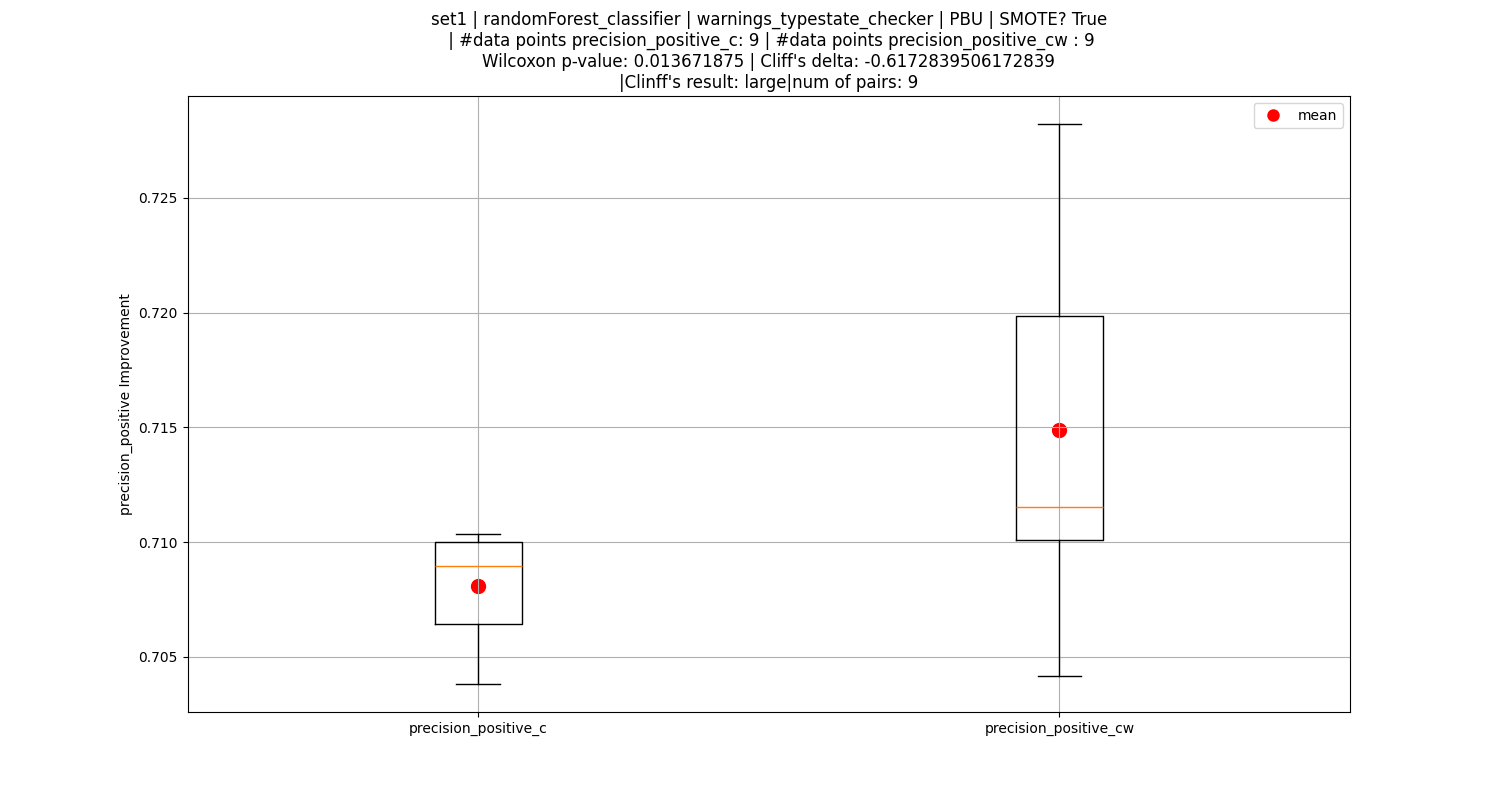 set1 | randomForest_classifier | warnings_typestate_checker | PBU | SMOTE? True
| #data points precision_positive_c: 9 | #data points precision_positive_cw : 9
Wilcoxon p-value: 0.013671875 | Cliff's delta: -0.6172839506172839
|Clinff's result: large|num of pairs: 9
mean
0.725
0.720
0.715
0.710
0.705
precision_positive Improvement
precision_positive_c
precision_positive_cw